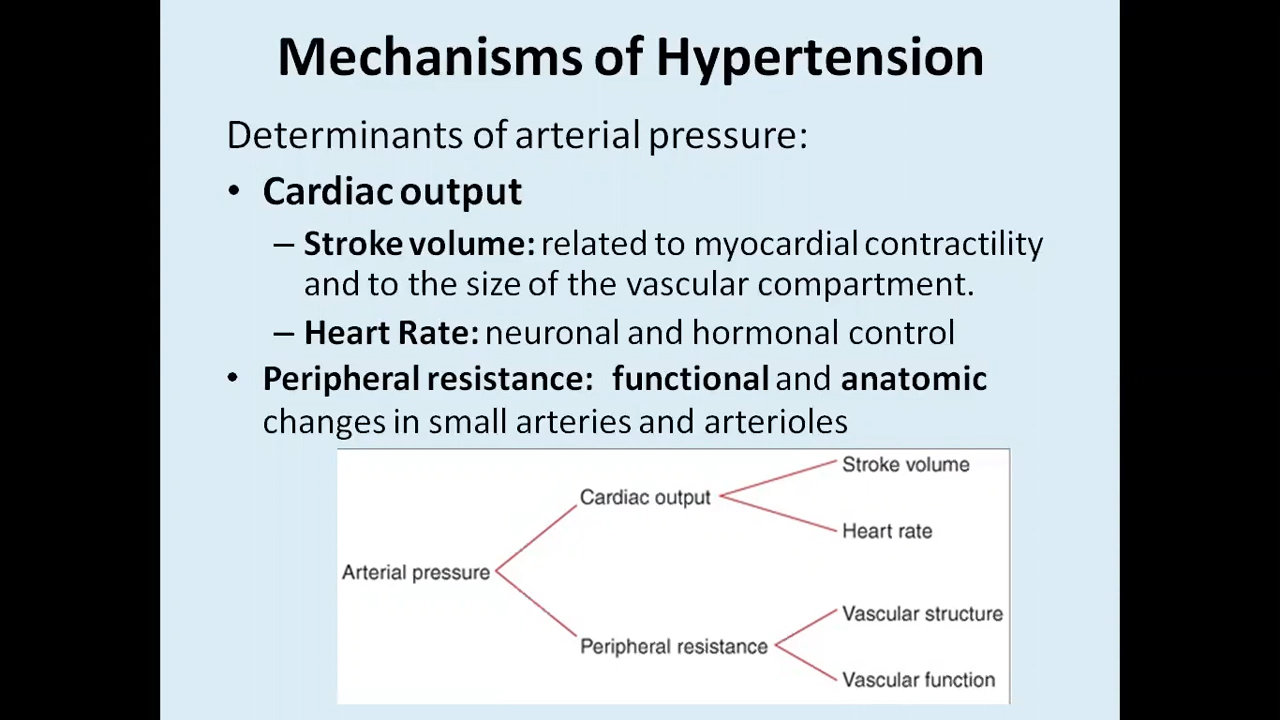 Mechanisms of Hypertension
Determinants of arterial pressure:
• Cardiac output
– Stroke volume: related to myocardial contractility
and to the size of the vascular compartment.
– Heart Rate: neuronal and hormonal control
• Peripheral resistance: functional and anatomic
changes in small arteries and arterioles
Stroke volume
Cardiac output
Heart rate
Arterial pressure
Vascular structure
Peripheral resistance
Vascular function